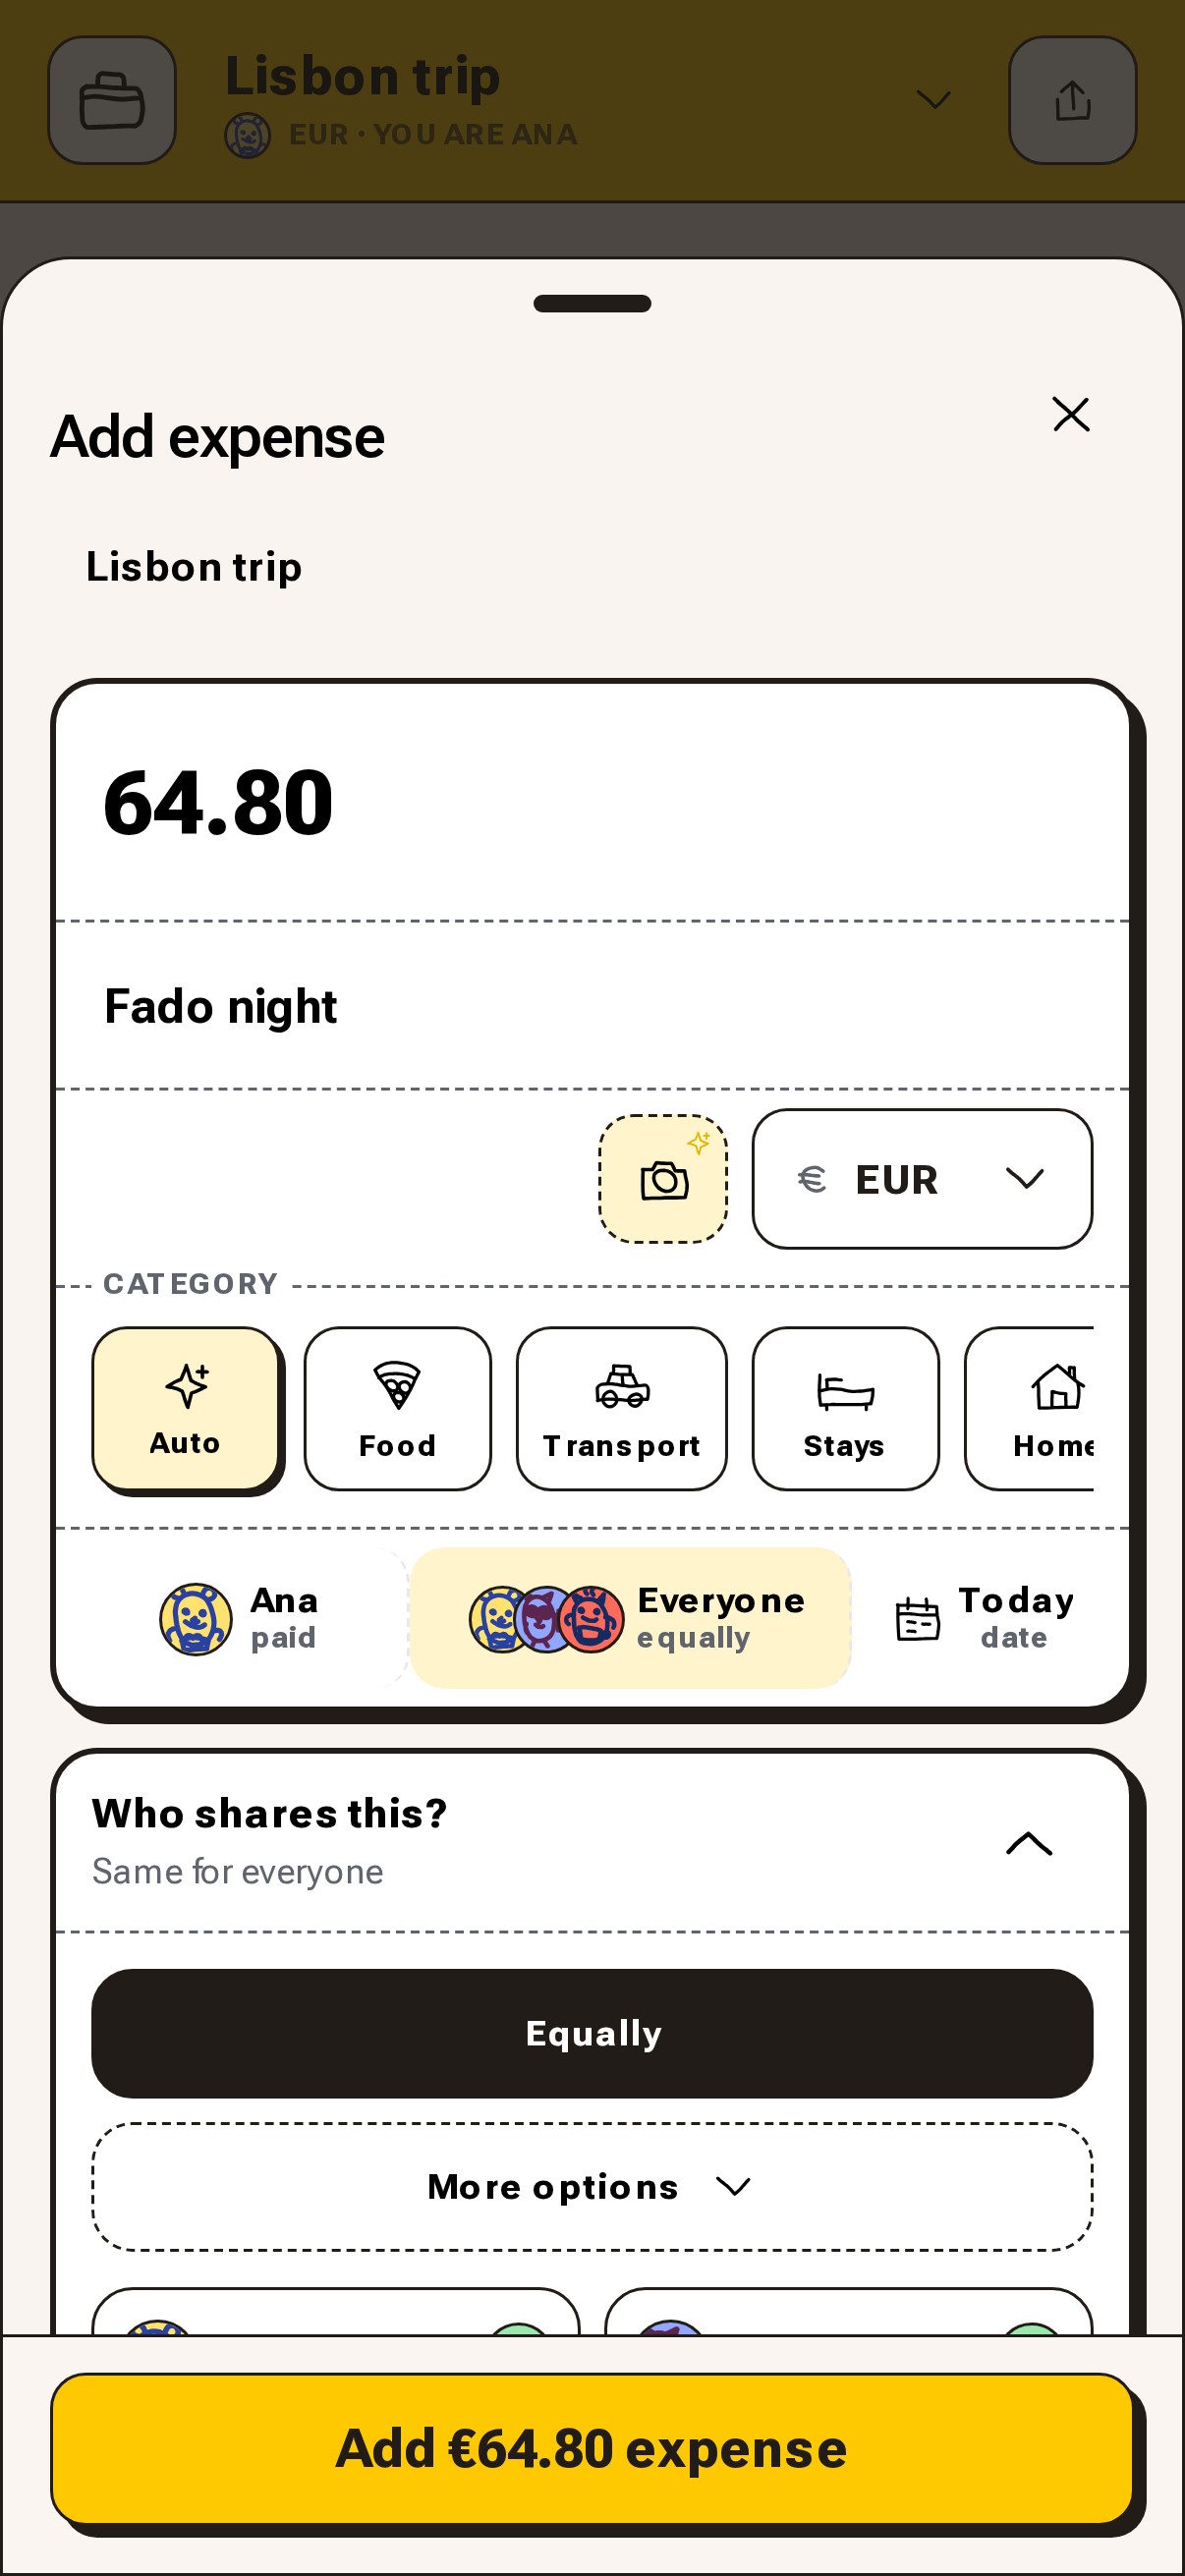 Lisbon trip
EUR · YOU ARE ANA
Add expense
Lisbon trip
64.80
Fado night
€ EUR
CATEGORY
Auto
Food
Transport
Stays
Home
Ana
paid
Everyone
equally
Today
date
Who shares this?
Same for everyone
Equally
More options
Add €64.80 expense